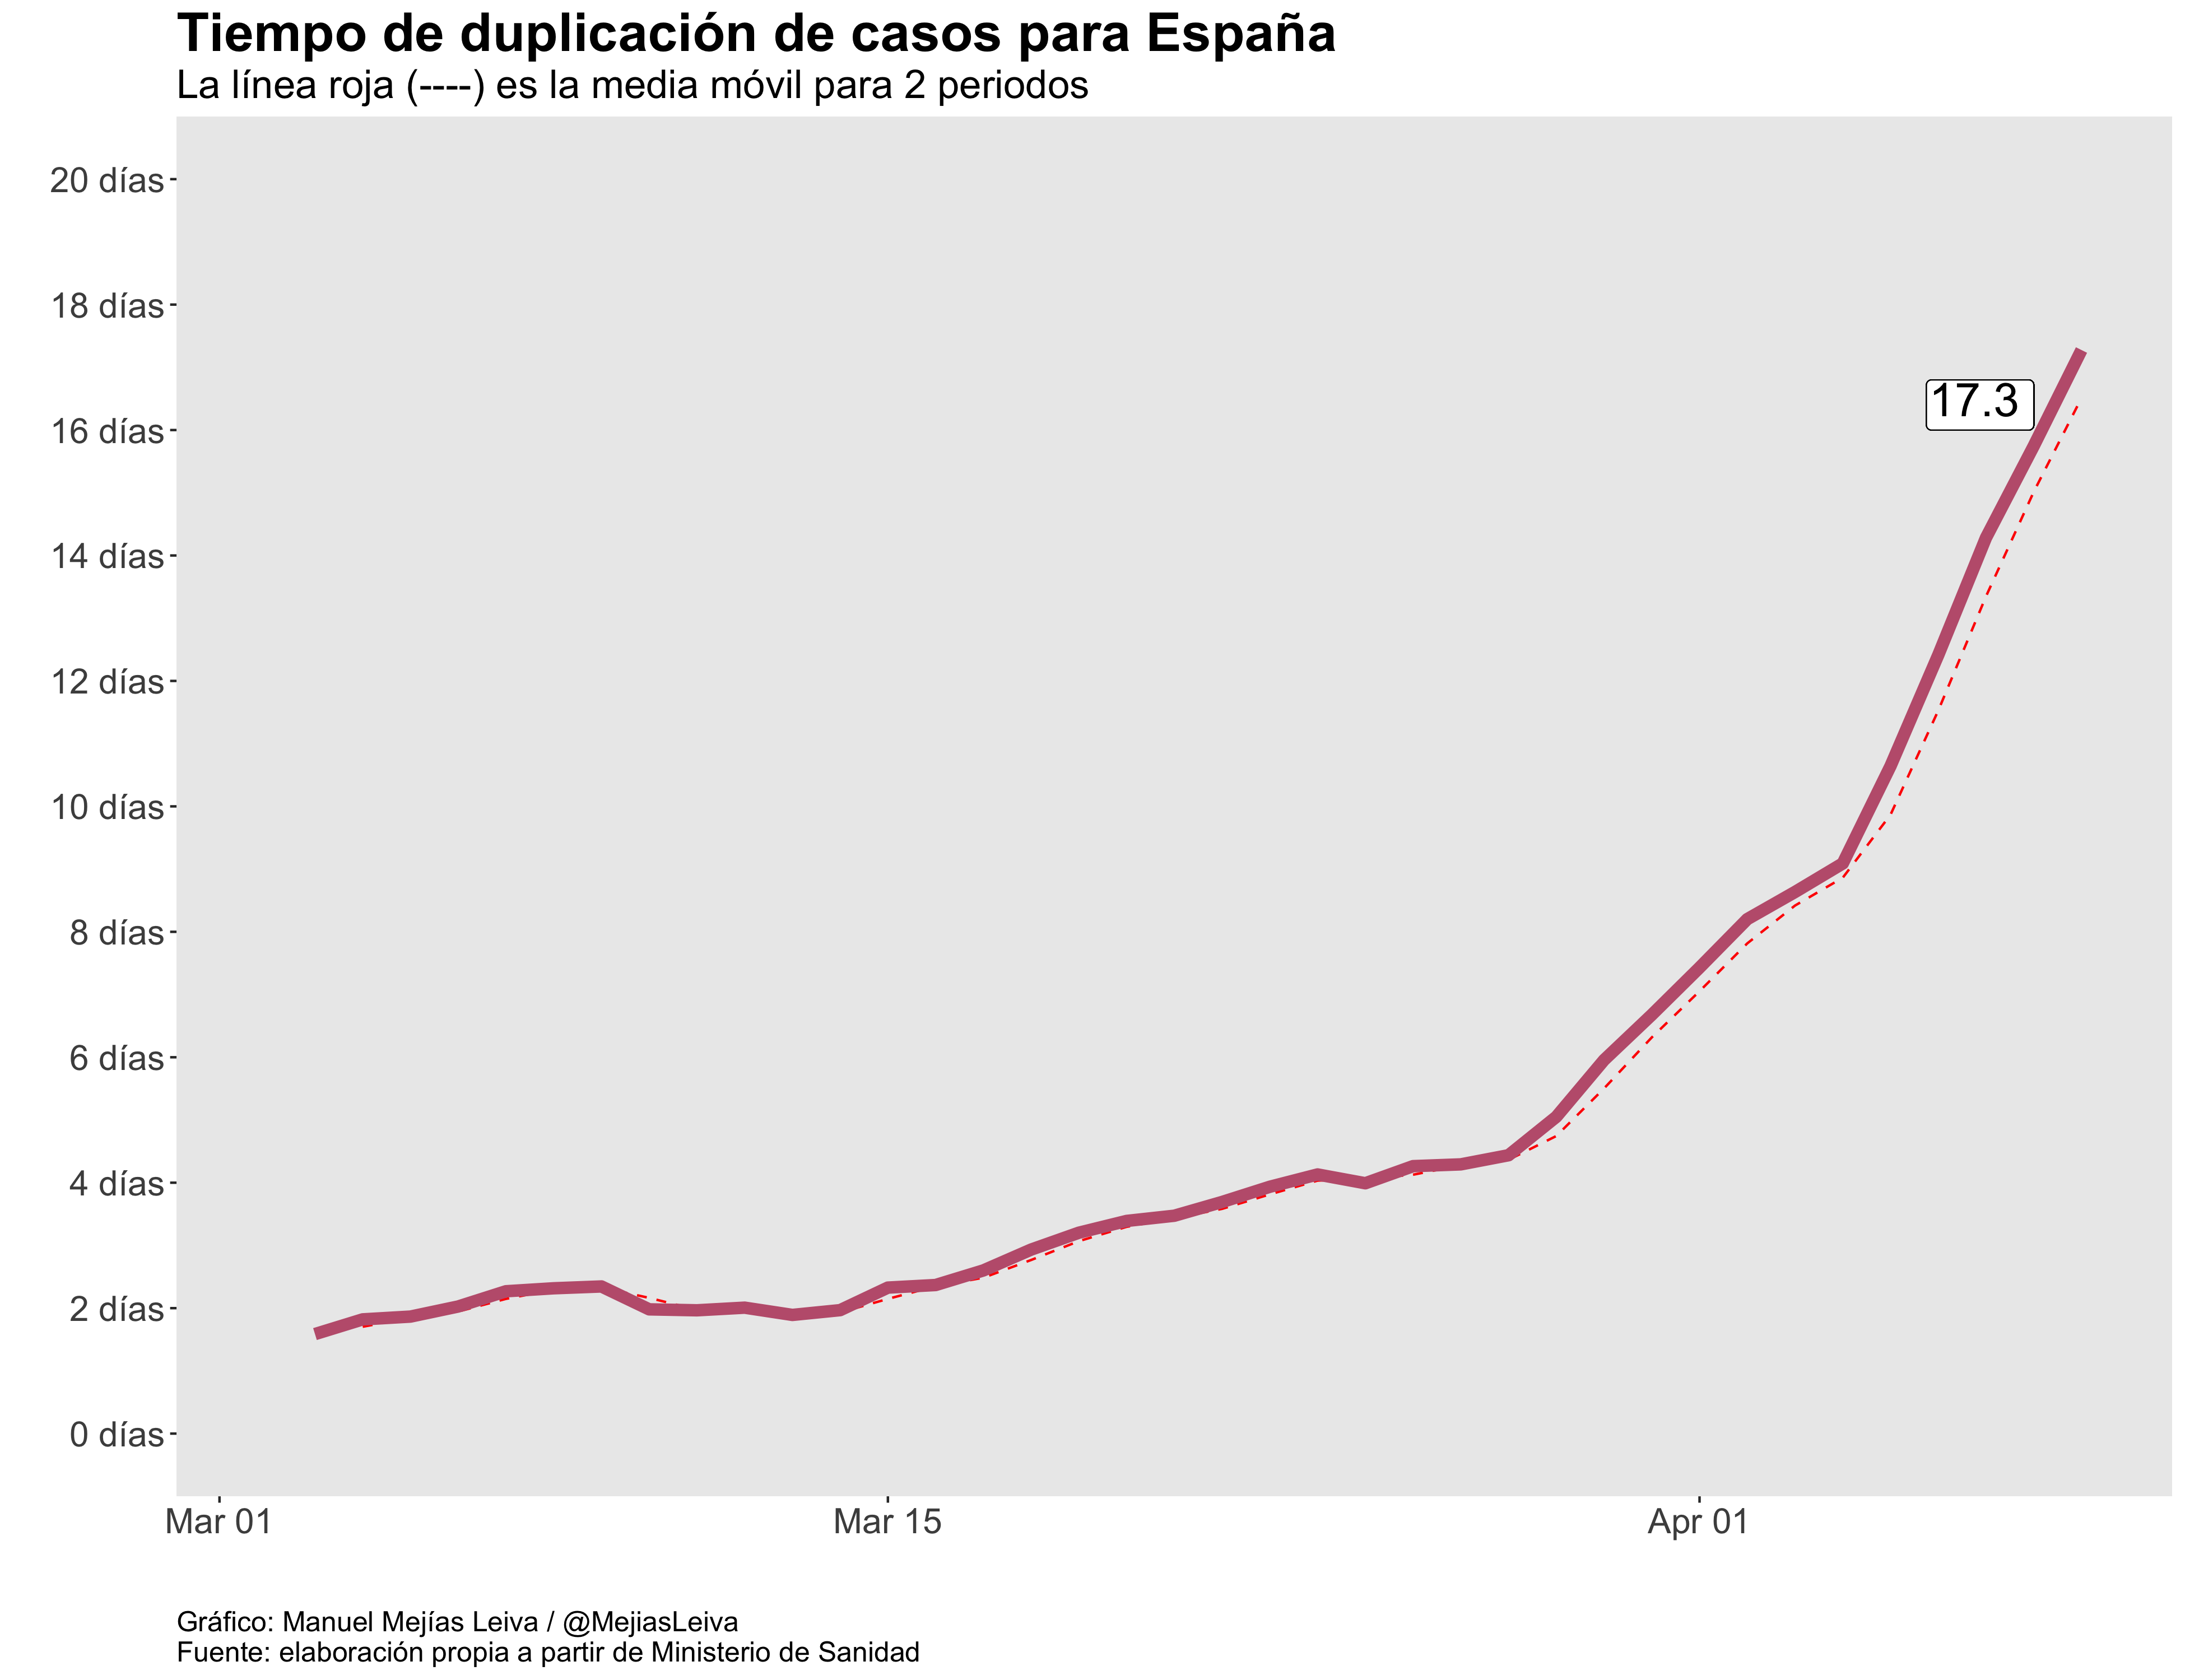 Tiempo de duplicación de casos para España
La línea roja (----) es la media móvil para 2 periodos
20 días
18 días
16 días
14 días
12 días
10 días
8 días
6 días
4 días
2 días
0 días
17.3
Mar 01
Mar 15
Apr 01
Gráfico: Manuel Mejías Leiva / @MejiasLeiva
Fuente: elaboración propia a partir de Ministerio de Sanidad